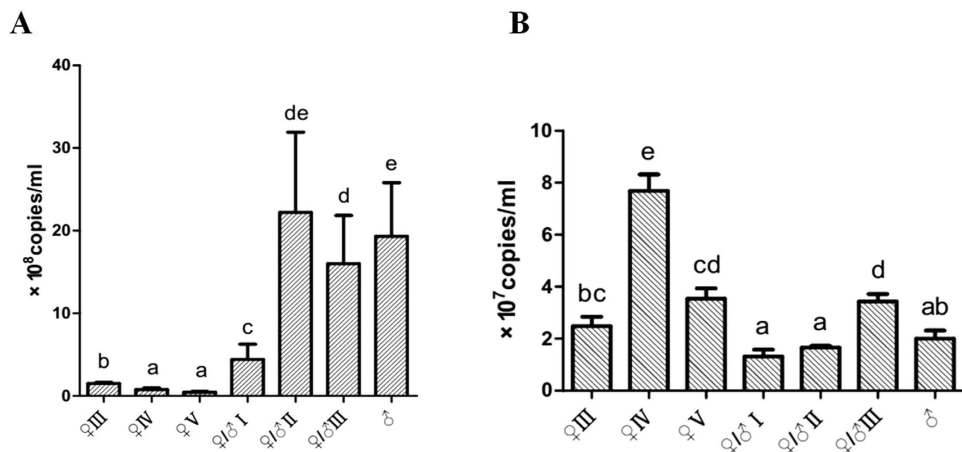 A
× 10⁸copies/ml
40
30
20
10
0
b
a
a
c
de
d
e
♀III
♀IV
♀V
♀/♂ I
♀/♂ II
♀/♂III
♂
B
× 10⁷copies/ml
10
8
6
4
2
0
bc
e
cd
a
a
d
ab
♀III
♀IV
♀V
♀/♂ I
♀/♂ II
♀/♂III
♂